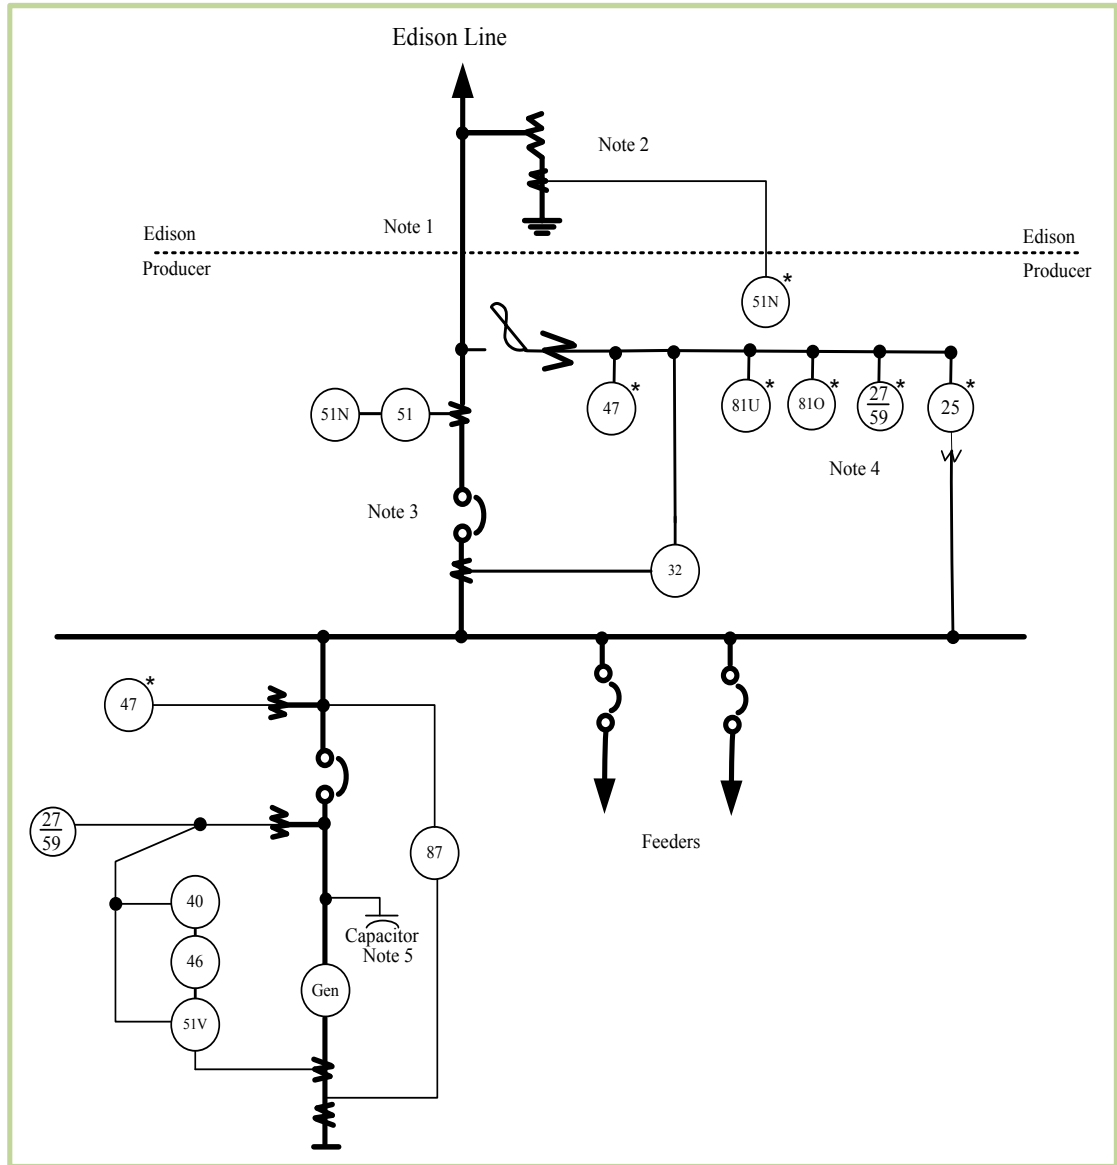 Edison Line
Note 2
Note 1
Edison
Edison
Producer
Producer
51N*
51N
51
47*
81U*
81O*
27
59*
25*
Note 4
Note 3
32
47*
27
59
87
Feeders
40
Capacitor
Note 5
46
Gen
51V